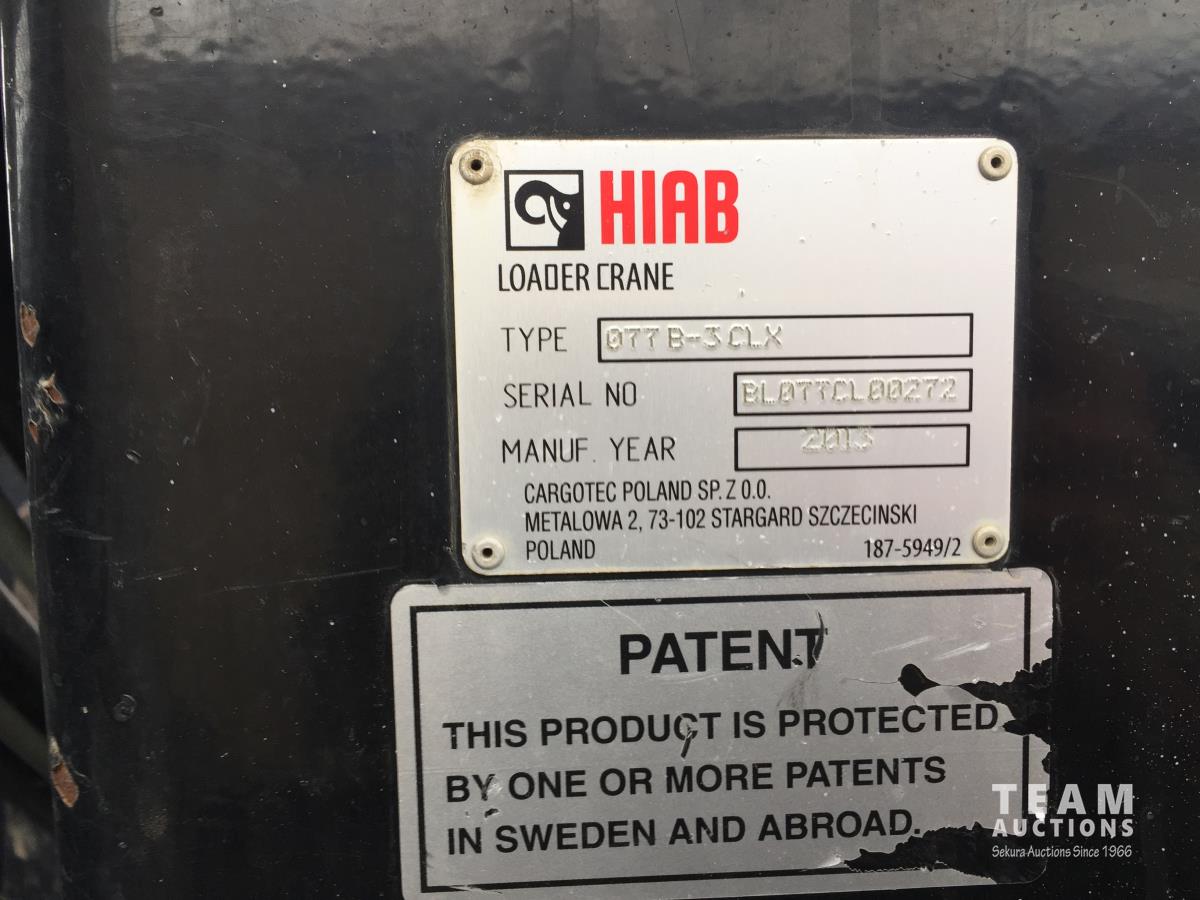 HIAB
LOADER CRANE
TYPE 077 B-3 CLX
SERIAL NO BL077CL00272
MANUF. YEAR 2013
CARGOTEC POLAND SP. Z O.O.
METALOWA 2, 73-102 STARGARD SZCZECINSKI
POLAND 187-5949/2
PATENT
THIS PRODUCT IS PROTECTED
BY ONE OR MORE PATENTS
IN SWEDEN AND ABROAD.
TEAM
AUCTIONS
Sekura Auctions Since 1966